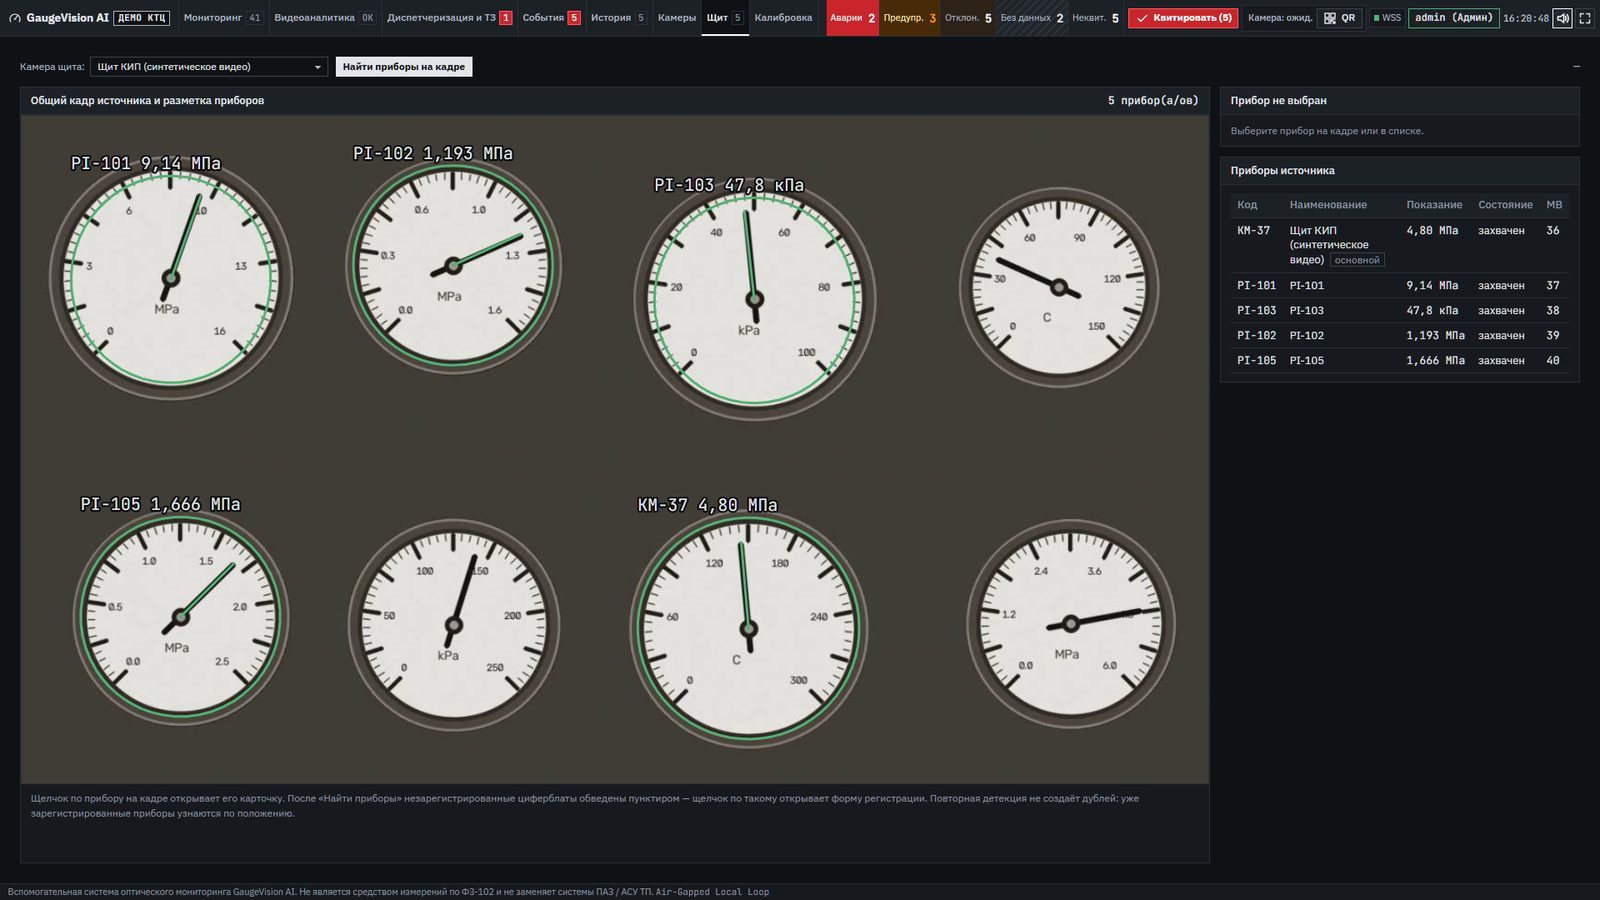 GaugeVision AI ДЕМО КТЦ Мониторинг 41 Видеоаналитика OK Диспетчеризация и ТЗ 1 События 5 История 5 Камеры Щит 5 Калибровка Аварии 2 Предупр. 3 Отклон. 5 Без данных 2 Неквит. 5 Квитировать (5) Камера: ожид. QR WSS admin (Админ) 16:20:48
Камера щита: Щит КИП (синтетическое видео) Найти приборы на кадре —
Общий кадр источника и разметка приборов 5 прибор(а/ов)
PI-101 9,14 МПа
6
10
3
13
MPa
0
16
PI-102 1,193 МПа
0.6
1.0
0.3
1.3
MPa
0.0
1.6
PI-103 47,8 кПа
40
60
20
80
kPa
0
100
60
90
30
120
C
0
150
PI-105 1,666 МПа
1.0
1.5
0.5
2.0
MPa
0.0
2.5
100
150
50
200
kPa
0
250
КМ-37 4,80 МПа
120
180
60
240
C
0
300
2.4
3.6
1.2
MPa
0.0
6.0
Щелчок по прибору на кадре открывает его карточку. После «Найти приборы» незарегистрированные циферблаты обведены пунктиром — щелчок по такому открывает форму регистрации. Повторная детекция не создаёт дублей: уже
зарегистрированные приборы узнаются по положению.
Прибор не выбран
Выберите прибор на кадре или в списке.
Приборы источника
Код Наименование Показание Состояние MB
КМ-37 Щит КИП 4,80 МПа захвачен 36
(синтетическое
видео) основной
PI-101 PI-101 9,14 МПа захвачен 37
PI-103 PI-103 47,8 кПа захвачен 38
PI-102 PI-102 1,193 МПа захвачен 39
PI-105 PI-105 1,666 МПа захвачен 40
Вспомогательная система оптического мониторинга GaugeVision AI. Не является средством измерений по ФЗ-102 и не заменяет системы ПАЗ / АСУ ТП. Air-Gapped Local Loop